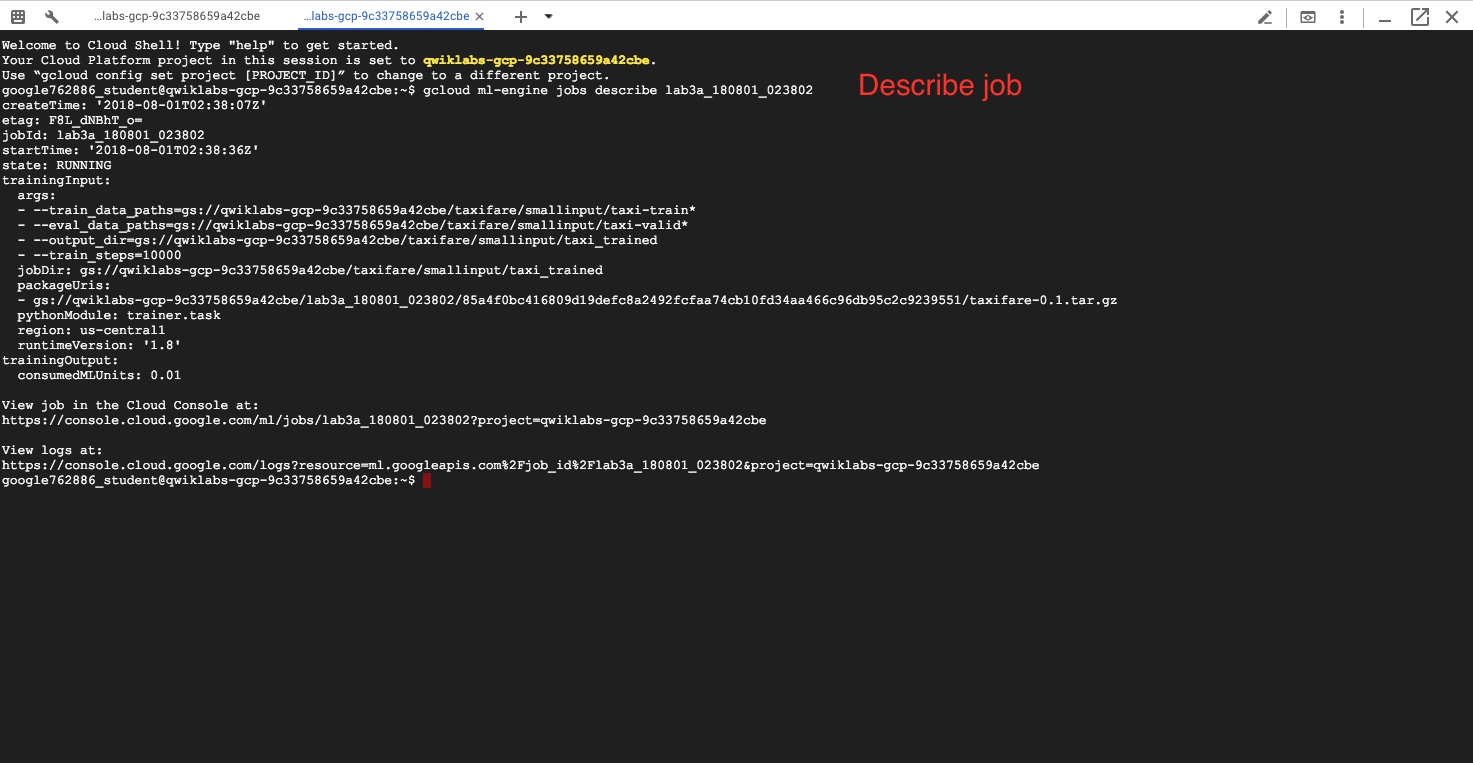 ...labs-gcp-9c33758659a42cbe ...labs-gcp-9c33758659a42cbe
Welcome to Cloud Shell! Type "help" to get started.
Your Cloud Platform project in this session is set to qwiklabs-gcp-9c33758659a42cbe.
Use “gcloud config set project [PROJECT_ID]” to change to a different project.
google762886_student@qwiklabs-gcp-9c33758659a42cbe:~$ gcloud ml-engine jobs describe lab3a_180801_023802
Describe job
createTime: '2018-08-01T02:38:07Z'
etag: F8L_dNBhT_o=
jobId: lab3a_180801_023802
startTime: '2018-08-01T02:38:36Z'
state: RUNNING
trainingInput:
  args:
  - --train_data_paths=gs://qwiklabs-gcp-9c33758659a42cbe/taxifare/smallinput/taxi-train*
  - --eval_data_paths=gs://qwiklabs-gcp-9c33758659a42cbe/taxifare/smallinput/taxi-valid*
  - --output_dir=gs://qwiklabs-gcp-9c33758659a42cbe/taxifare/smallinput/taxi_trained
  - --train_steps=10000
  jobDir: gs://qwiklabs-gcp-9c33758659a42cbe/taxifare/smallinput/taxi_trained
  packageUris:
  - gs://qwiklabs-gcp-9c33758659a42cbe/lab3a_180801_023802/85a4f0bc416809d19defc8a2492fcfaa74cb10fd34aa466c96db95c2c9239551/taxifare-0.1.tar.gz
  pythonModule: trainer.task
  region: us-central1
  runtimeVersion: '1.8'
trainingOutput:
  consumedMLUnits: 0.01
View job in the Cloud Console at:
https://console.cloud.google.com/ml/jobs/lab3a_180801_023802?project=qwiklabs-gcp-9c33758659a42cbe
View logs at:
https://console.cloud.google.com/logs?resource=ml.googleapis.com%2Fjob_id%2Flab3a_180801_023802&project=qwiklabs-gcp-9c33758659a42cbe
google762886_student@qwiklabs-gcp-9c33758659a42cbe:~$